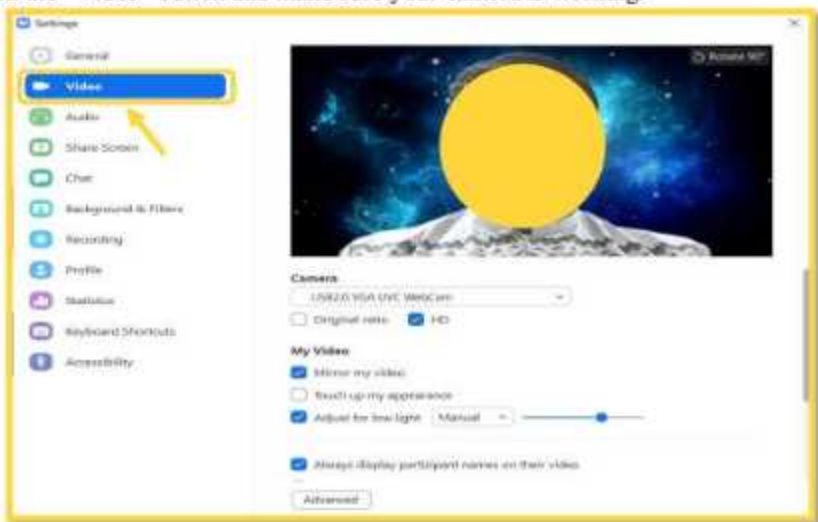 Settings
General
Rotate 90°
Video
Audio
Share Screen
Chat
Background & Filters
Recording
Profile
Statistics
Keyboard Shortcuts
Accessibility
Camera
USB2.0 VGA UVC WebCam
Original ratio HD
My Video
Mirror my video
Touch up my appearance
Adjust for low light Manual
Always display participant names on their video
Advanced